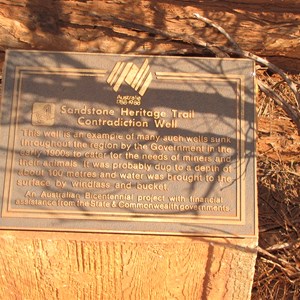 Australia
1788-1988
Sandstone Heritage Trail
Contradiction Well
This well is an example of many such wells sunk
throughout the region by the Government in the
early 1900s to cater for the needs of miners and
their animals. It was probably dug to a depth of
about 100 metres and water was brought to the
surface by windlass and bucket.
An Australian Bicentennial project with financial
assistance from the State & Commonwealth governments